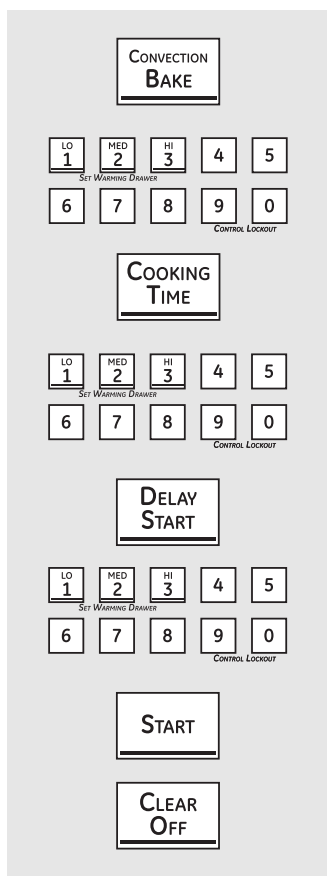 CONVECTION
BAKE
LO MED HI
1 2 3 4 5
SET WARMING DRAWER
6 7 8 9 0
CONTROL LOCKOUT
COOKING
TIME
LO MED HI
1 2 3 4 5
SET WARMING DRAWER
6 7 8 9 0
CONTROL LOCKOUT
DELAY
START
LO MED HI
1 2 3 4 5
SET WARMING DRAWER
6 7 8 9 0
CONTROL LOCKOUT
START
CLEAR
OFF